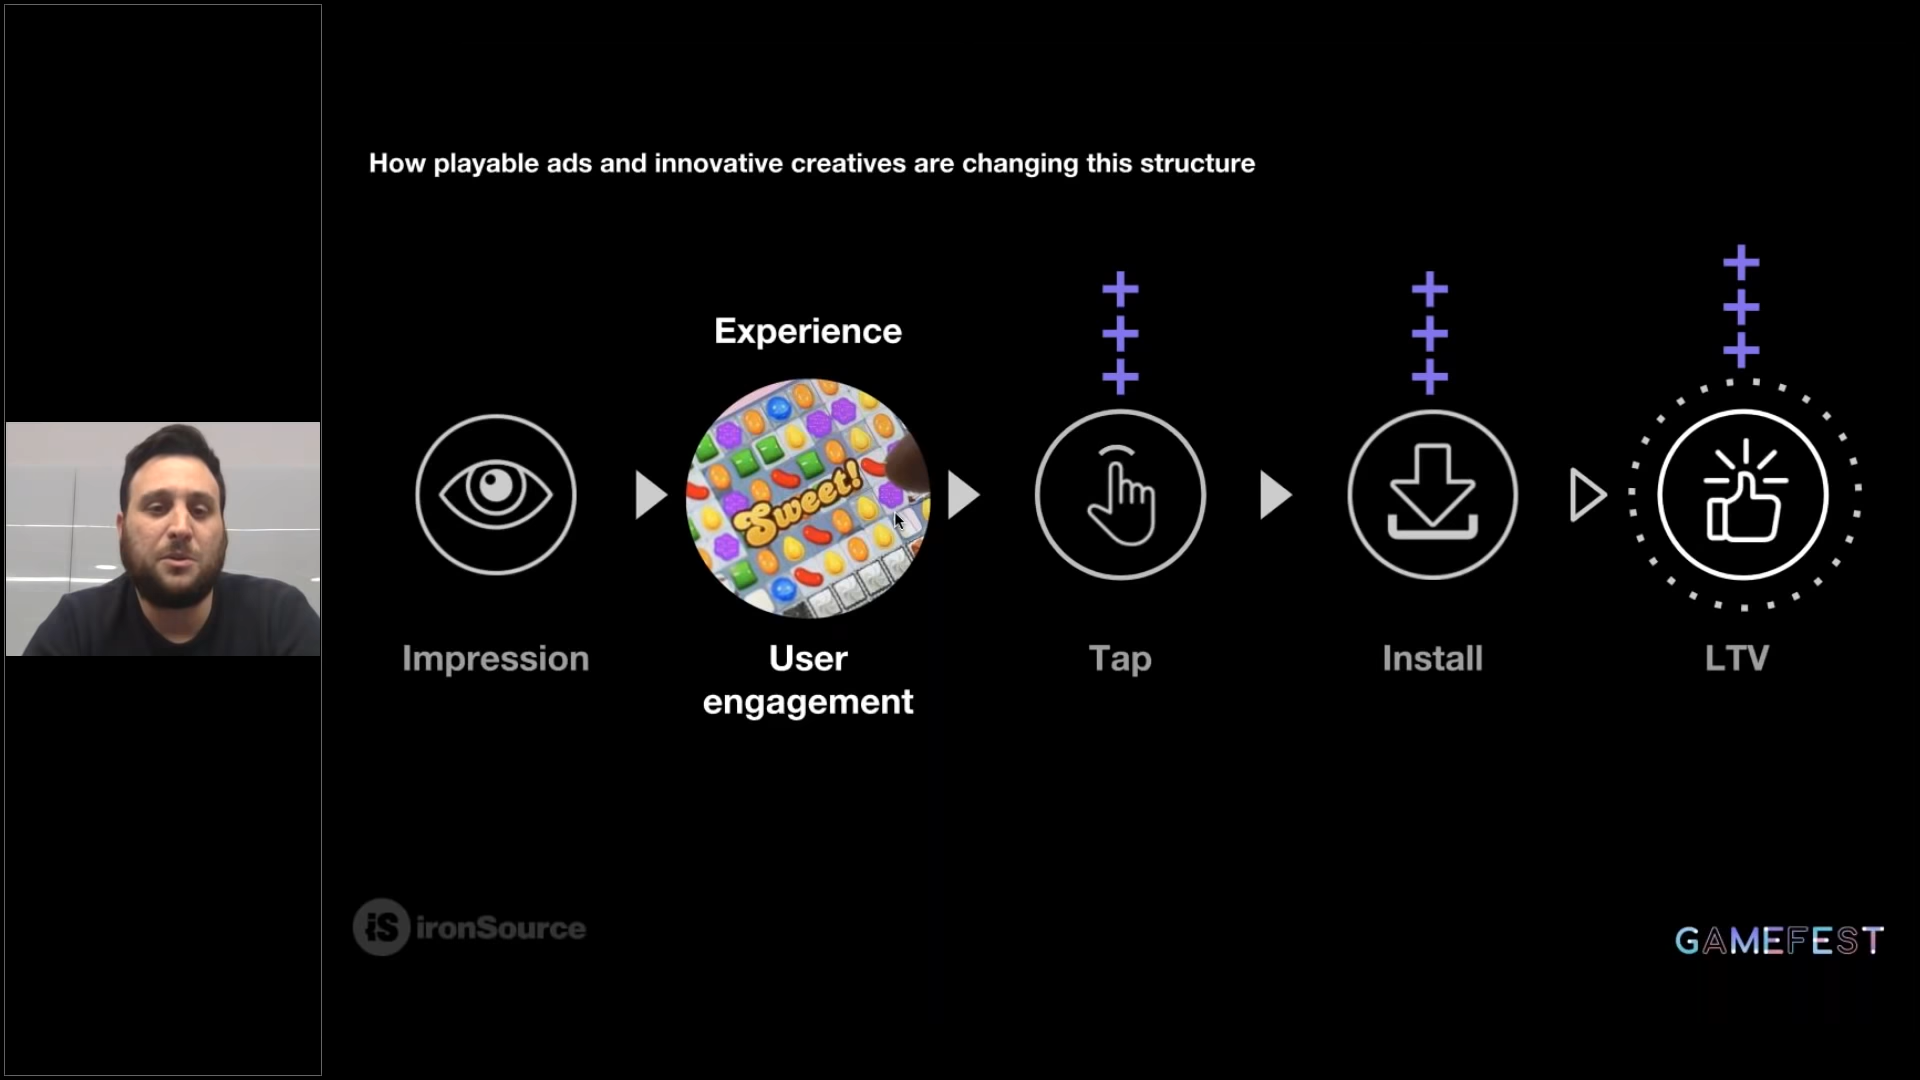 How playable ads and innovative creatives are changing this structure
Experience
Sweet!
Impression
User
engagement
Tap
Install
LTV
iS ironSource
GAMEFEST